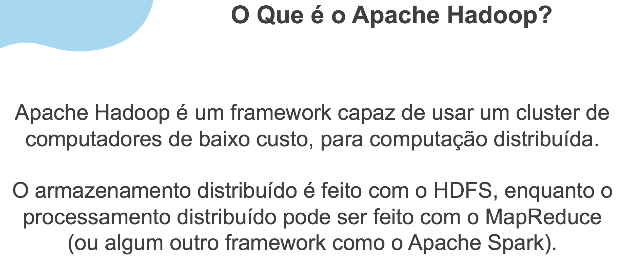 O Que é o Apache Hadoop?
Apache Hadoop é um framework capaz de usar um cluster de
computadores de baixo custo, para computação distribuída.
O armazenamento distribuído é feito com o HDFS, enquanto o
processamento distribuído pode ser feito com o MapReduce
(ou algum outro framework como o Apache Spark).